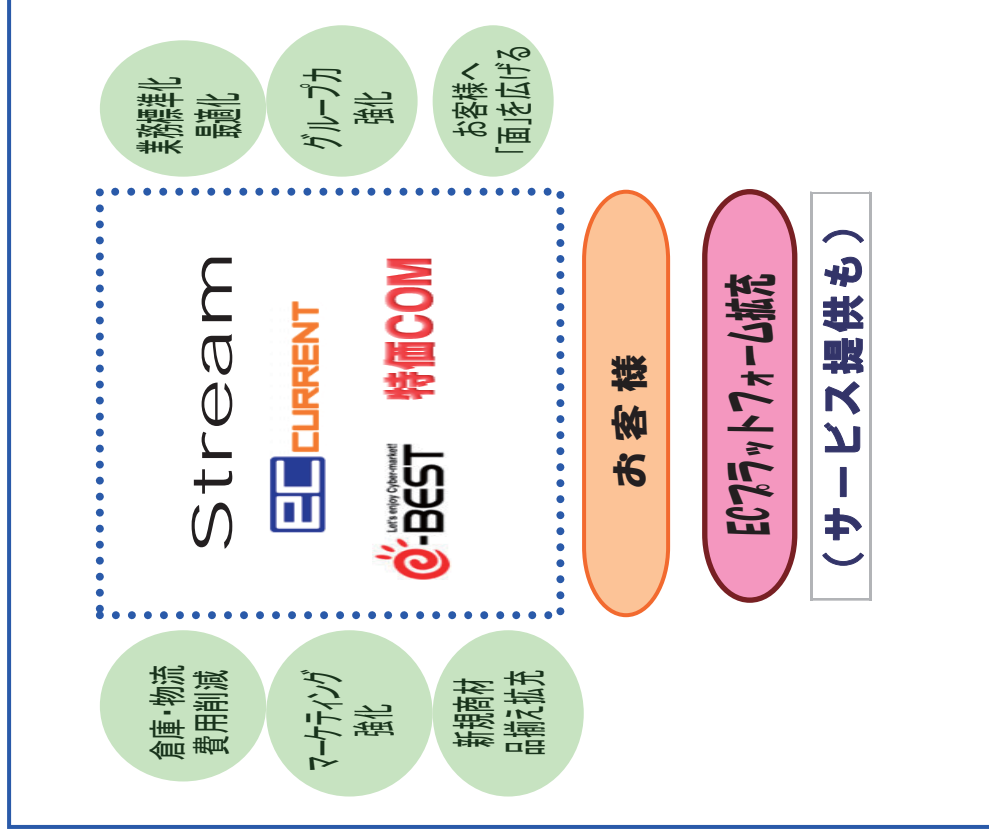 倉庫・物流
費用削減
マーケティング
強化
新規商材
品揃え拡充
Stream
EC CURRENT
Let's enjoy Cyber-market!
e-BEST
特価COM
業務標準化
最適化
グループ力
強化
お客様へ
「面」を広げる
お客様
ECプラットフォーム拡充
（サービス提供も）